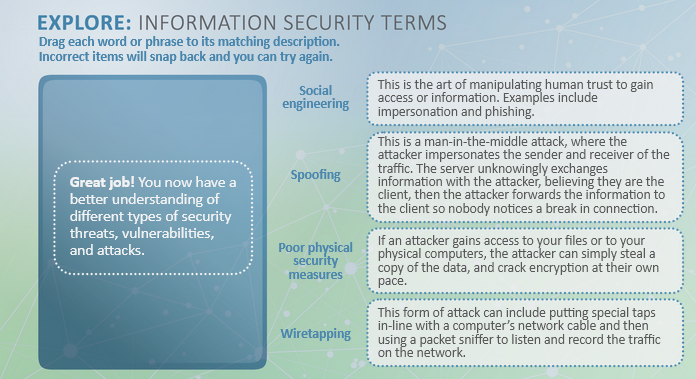 EXPLORE: INFORMATION SECURITY TERMS
Drag each word or phrase to its matching description.
Incorrect items will snap back and you can try again.
Great job! You now have a
better understanding of
different types of security
threats, vulnerabilities,
and attacks.
Social
engineering
This is the art of manipulating human trust to gain
access or information. Examples include
impersonation and phishing.
Spoofing
This is a man-in-the-middle attack, where the
attacker impersonates the sender and receiver of the
traffic. The server unknowingly exchanges
information with the attacker, believing they are the
client, then the attacker forwards the information to
the client so nobody notices a break in connection.
Poor physical
security
measures
If an attacker gains access to your files or to your
physical computers, the attacker can simply steal a
copy of the data, and crack encryption at their own
pace.
Wiretapping
This form of attack can include putting special taps
in-line with a computer's network cable and then
using a packet sniffer to listen and record the traffic
on the network.